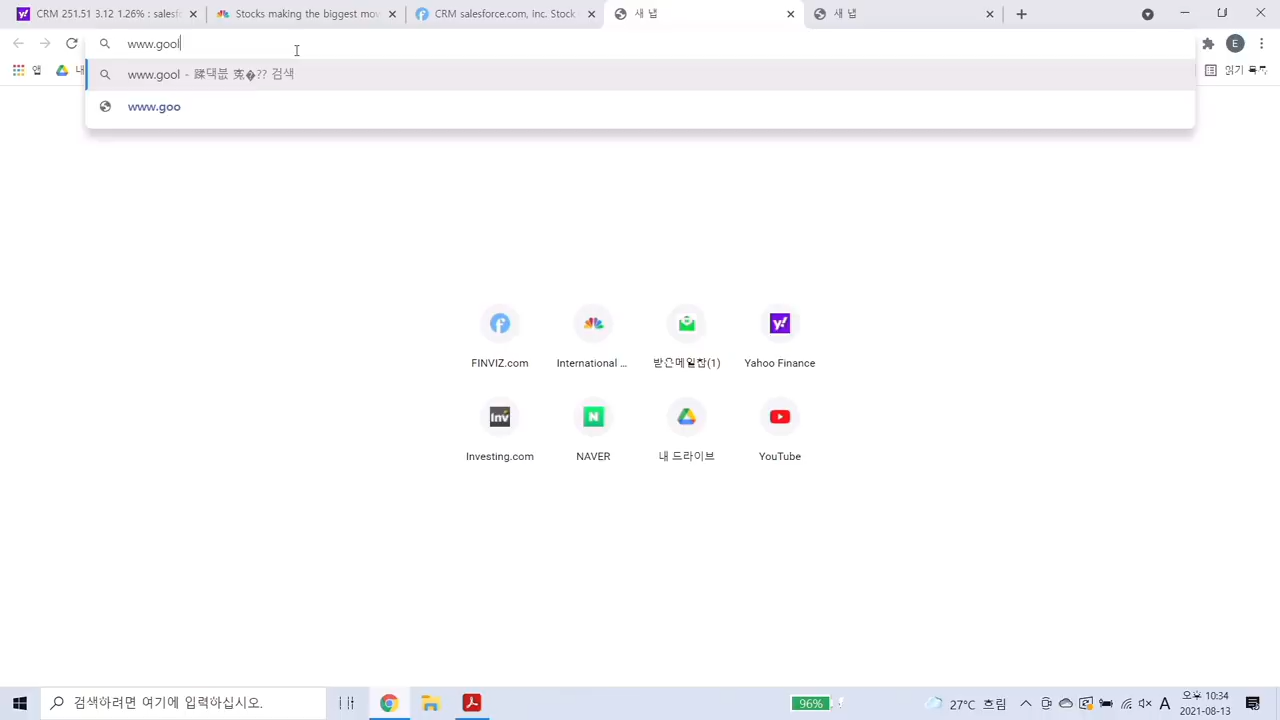 CRM 251.51 3.12 1.26% : salesf
Stocks making the biggest mov
CRM salesforce.com, inc. Stock
새 탭
새 탭
www.gool
E
앱
내
읽기 목록
www.gool - 검색
www.goo
FINVIZ.com
International ...
받은메일함(1)
Yahoo Finance
Investing.com
NAVER
내 드라이브
YouTube
검색하려면 여기에 입력하십시오.
96%
27°C 흐림
A
오후 10:34
2021-08-13